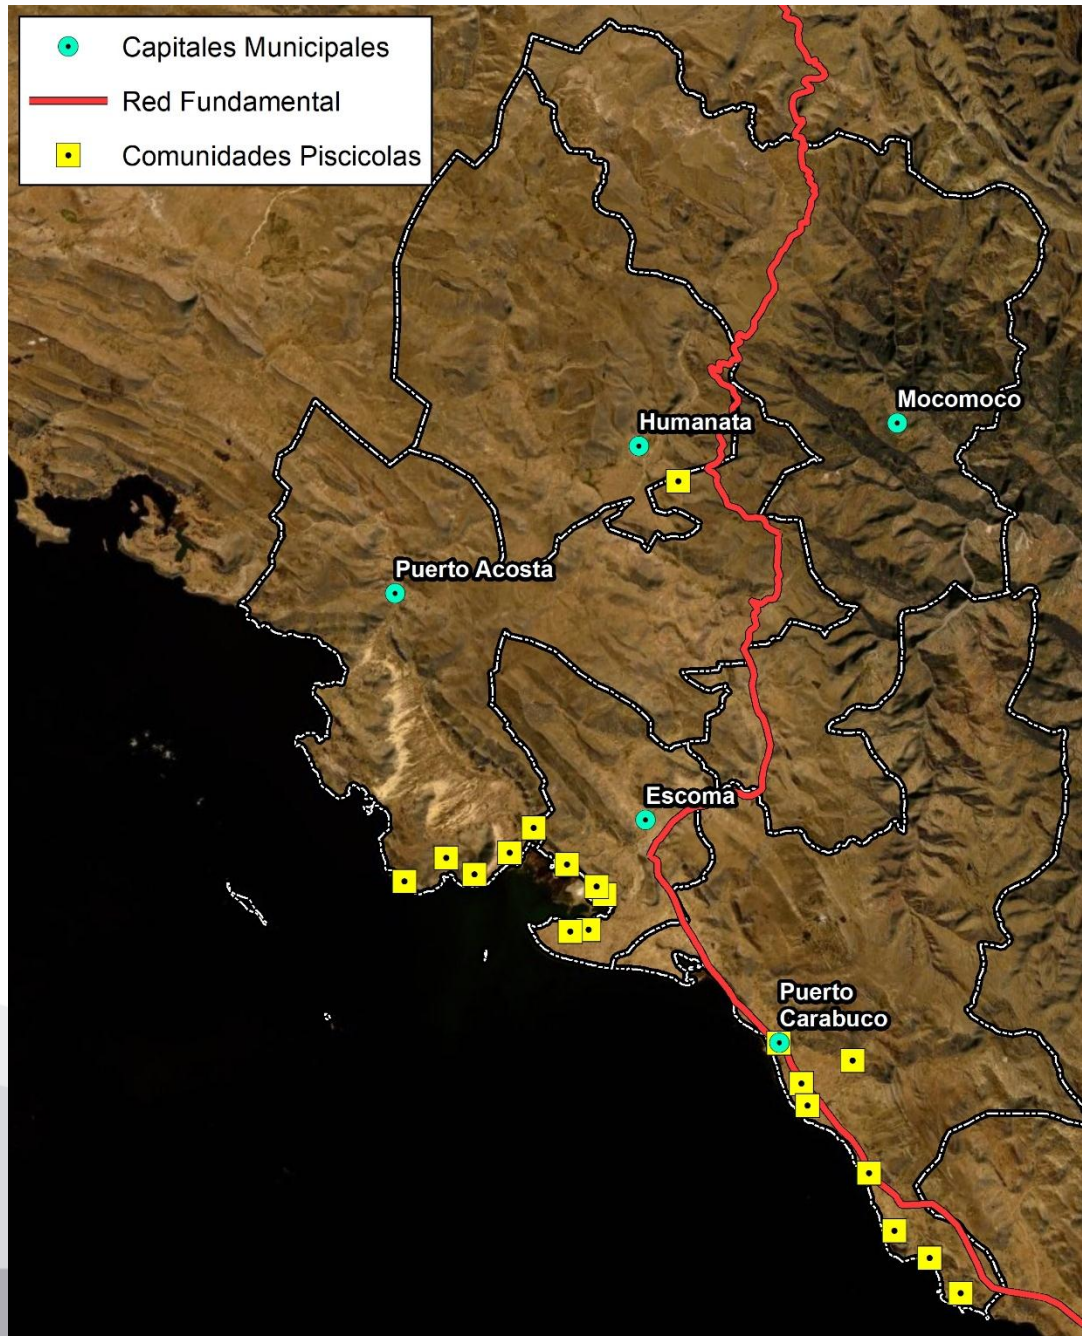 Capitales Municipales
Red Fundamental
Comunidades Piscicolas
Mocomoco
Humanata
Puerto Acosta
Escoma
Puerto
Carabuco